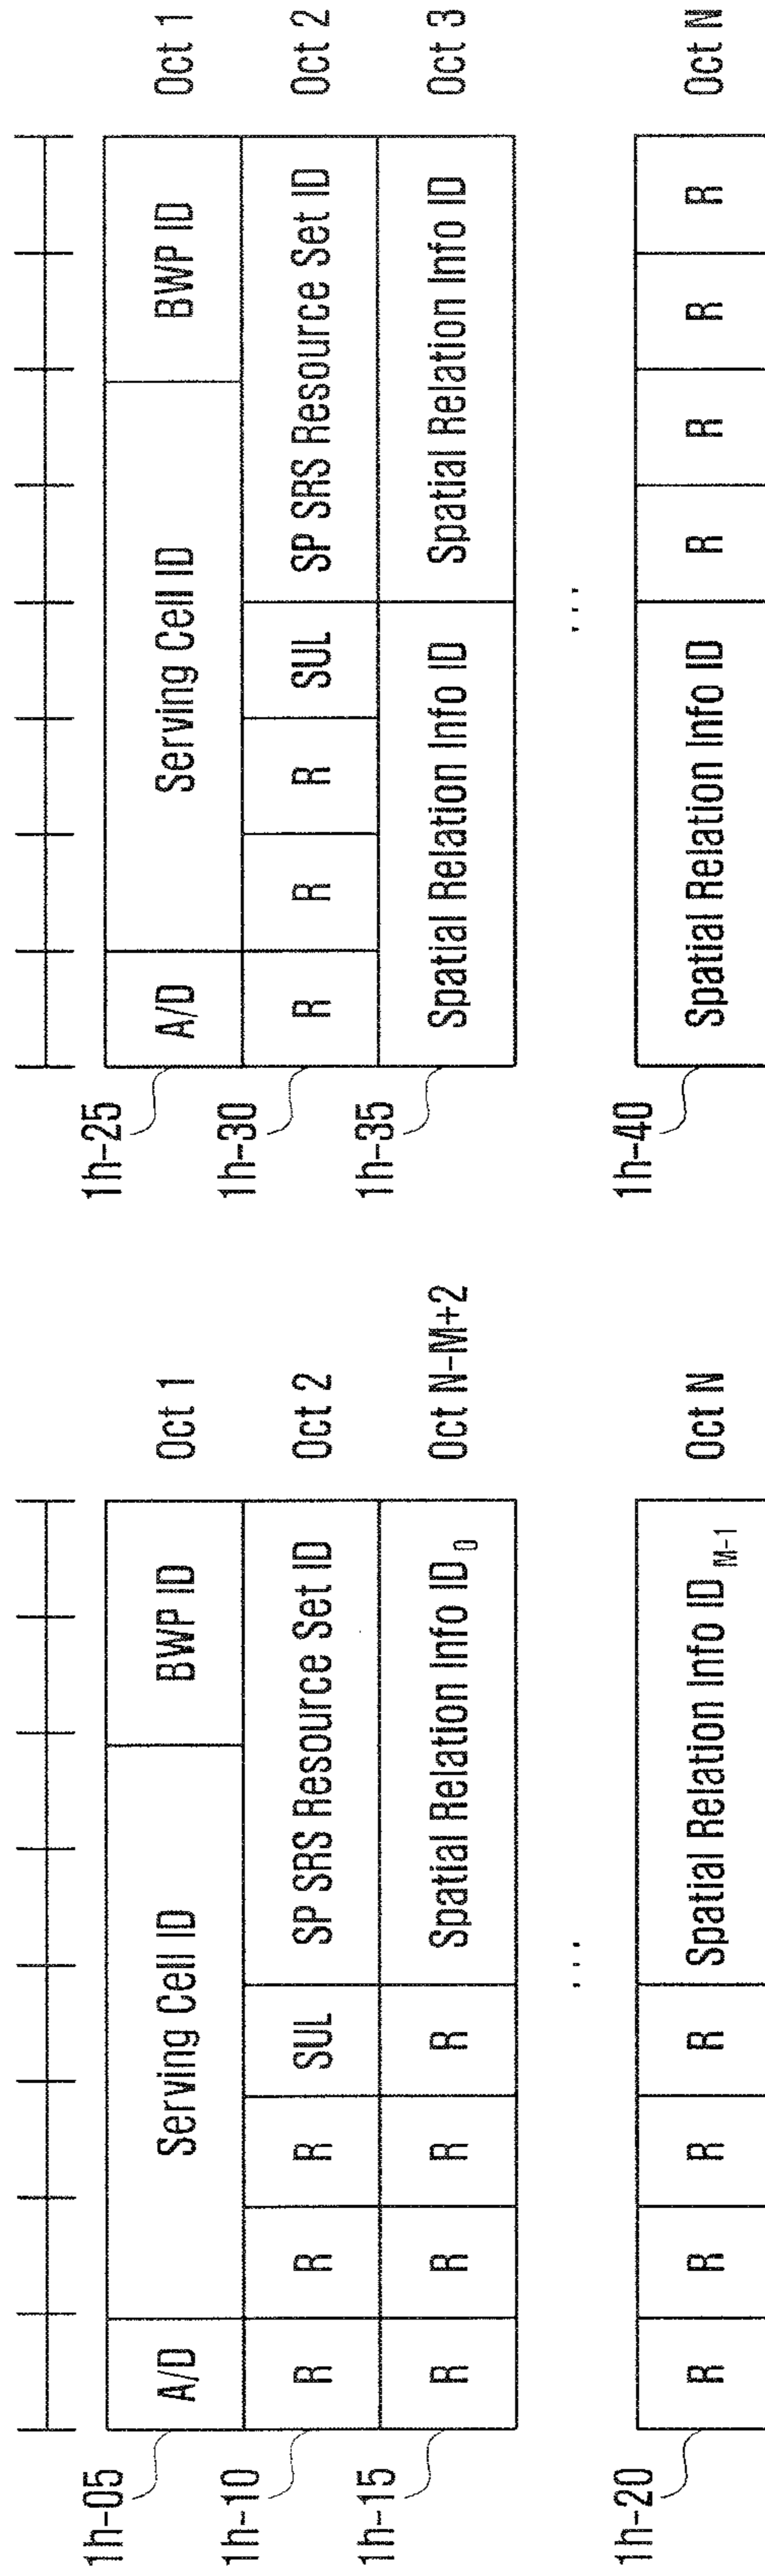 1h-05 A/D Serving Cell ID BWP ID Oct 1
1h-10 R R R SUL SP SRS Resource Set ID Oct 2
1h-15 R R R R Spatial Relation Info ID 0 Oct N-M+2
...
1h-20 R R R R Spatial Relation Info ID M-1 Oct N
1h-25 A/D Serving Cell ID BWP ID Oct 1
1h-30 R R R SUL SP SRS Resource Set ID Oct 2
1h-35 Spatial Relation Info ID Spatial Relation Info ID Oct 3
...
1h-40 Spatial Relation Info ID R R R R Oct N